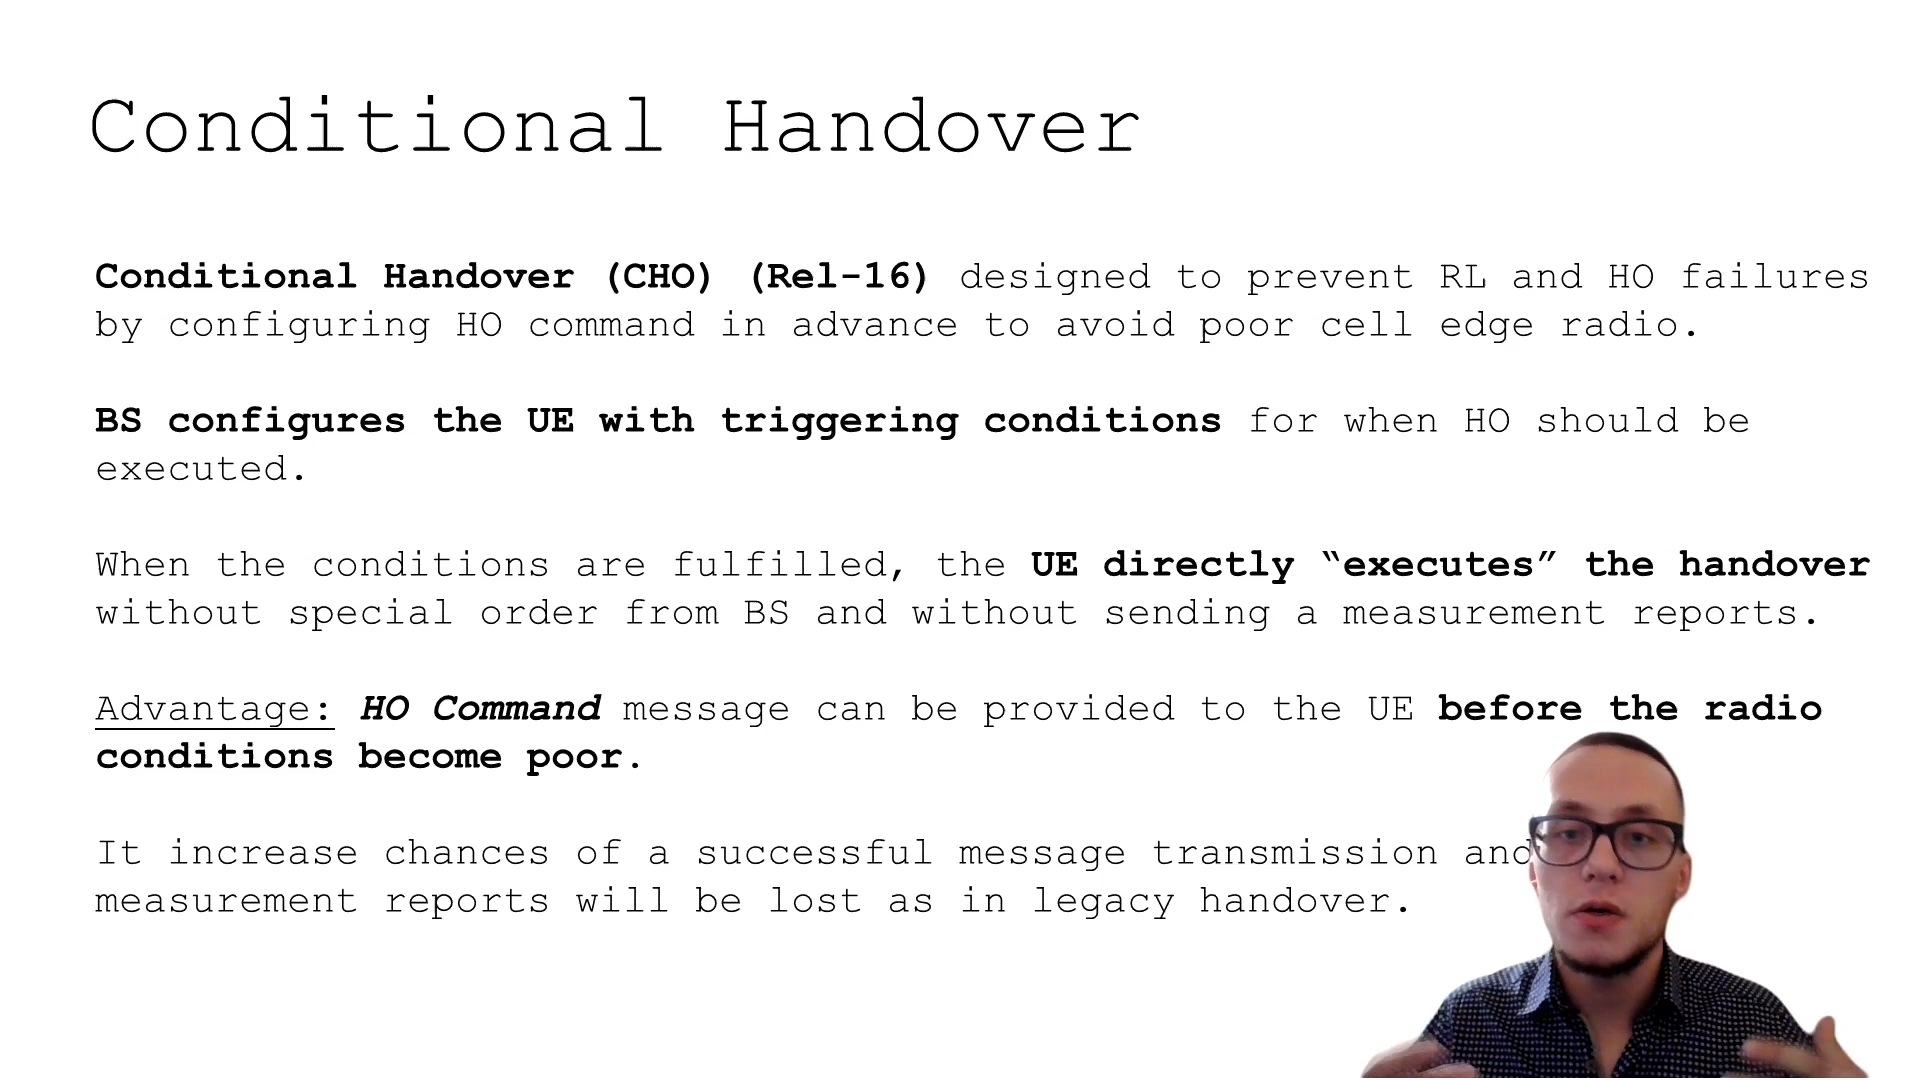 Conditional Handover
Conditional Handover (CHO) (Rel-16) designed to prevent RL and HO failures
by configuring HO command in advance to avoid poor cell edge radio.
BS configures the UE with triggering conditions for when HO should be
executed.
When the conditions are fulfilled, the UE directly “executes” the handover
without special order from BS and without sending a measurement reports.
Advantage: HO Command message can be provided to the UE before the radio
conditions become poor.
It increase chances of a successful message transmission and
measurement reports will be lost as in legacy handover.